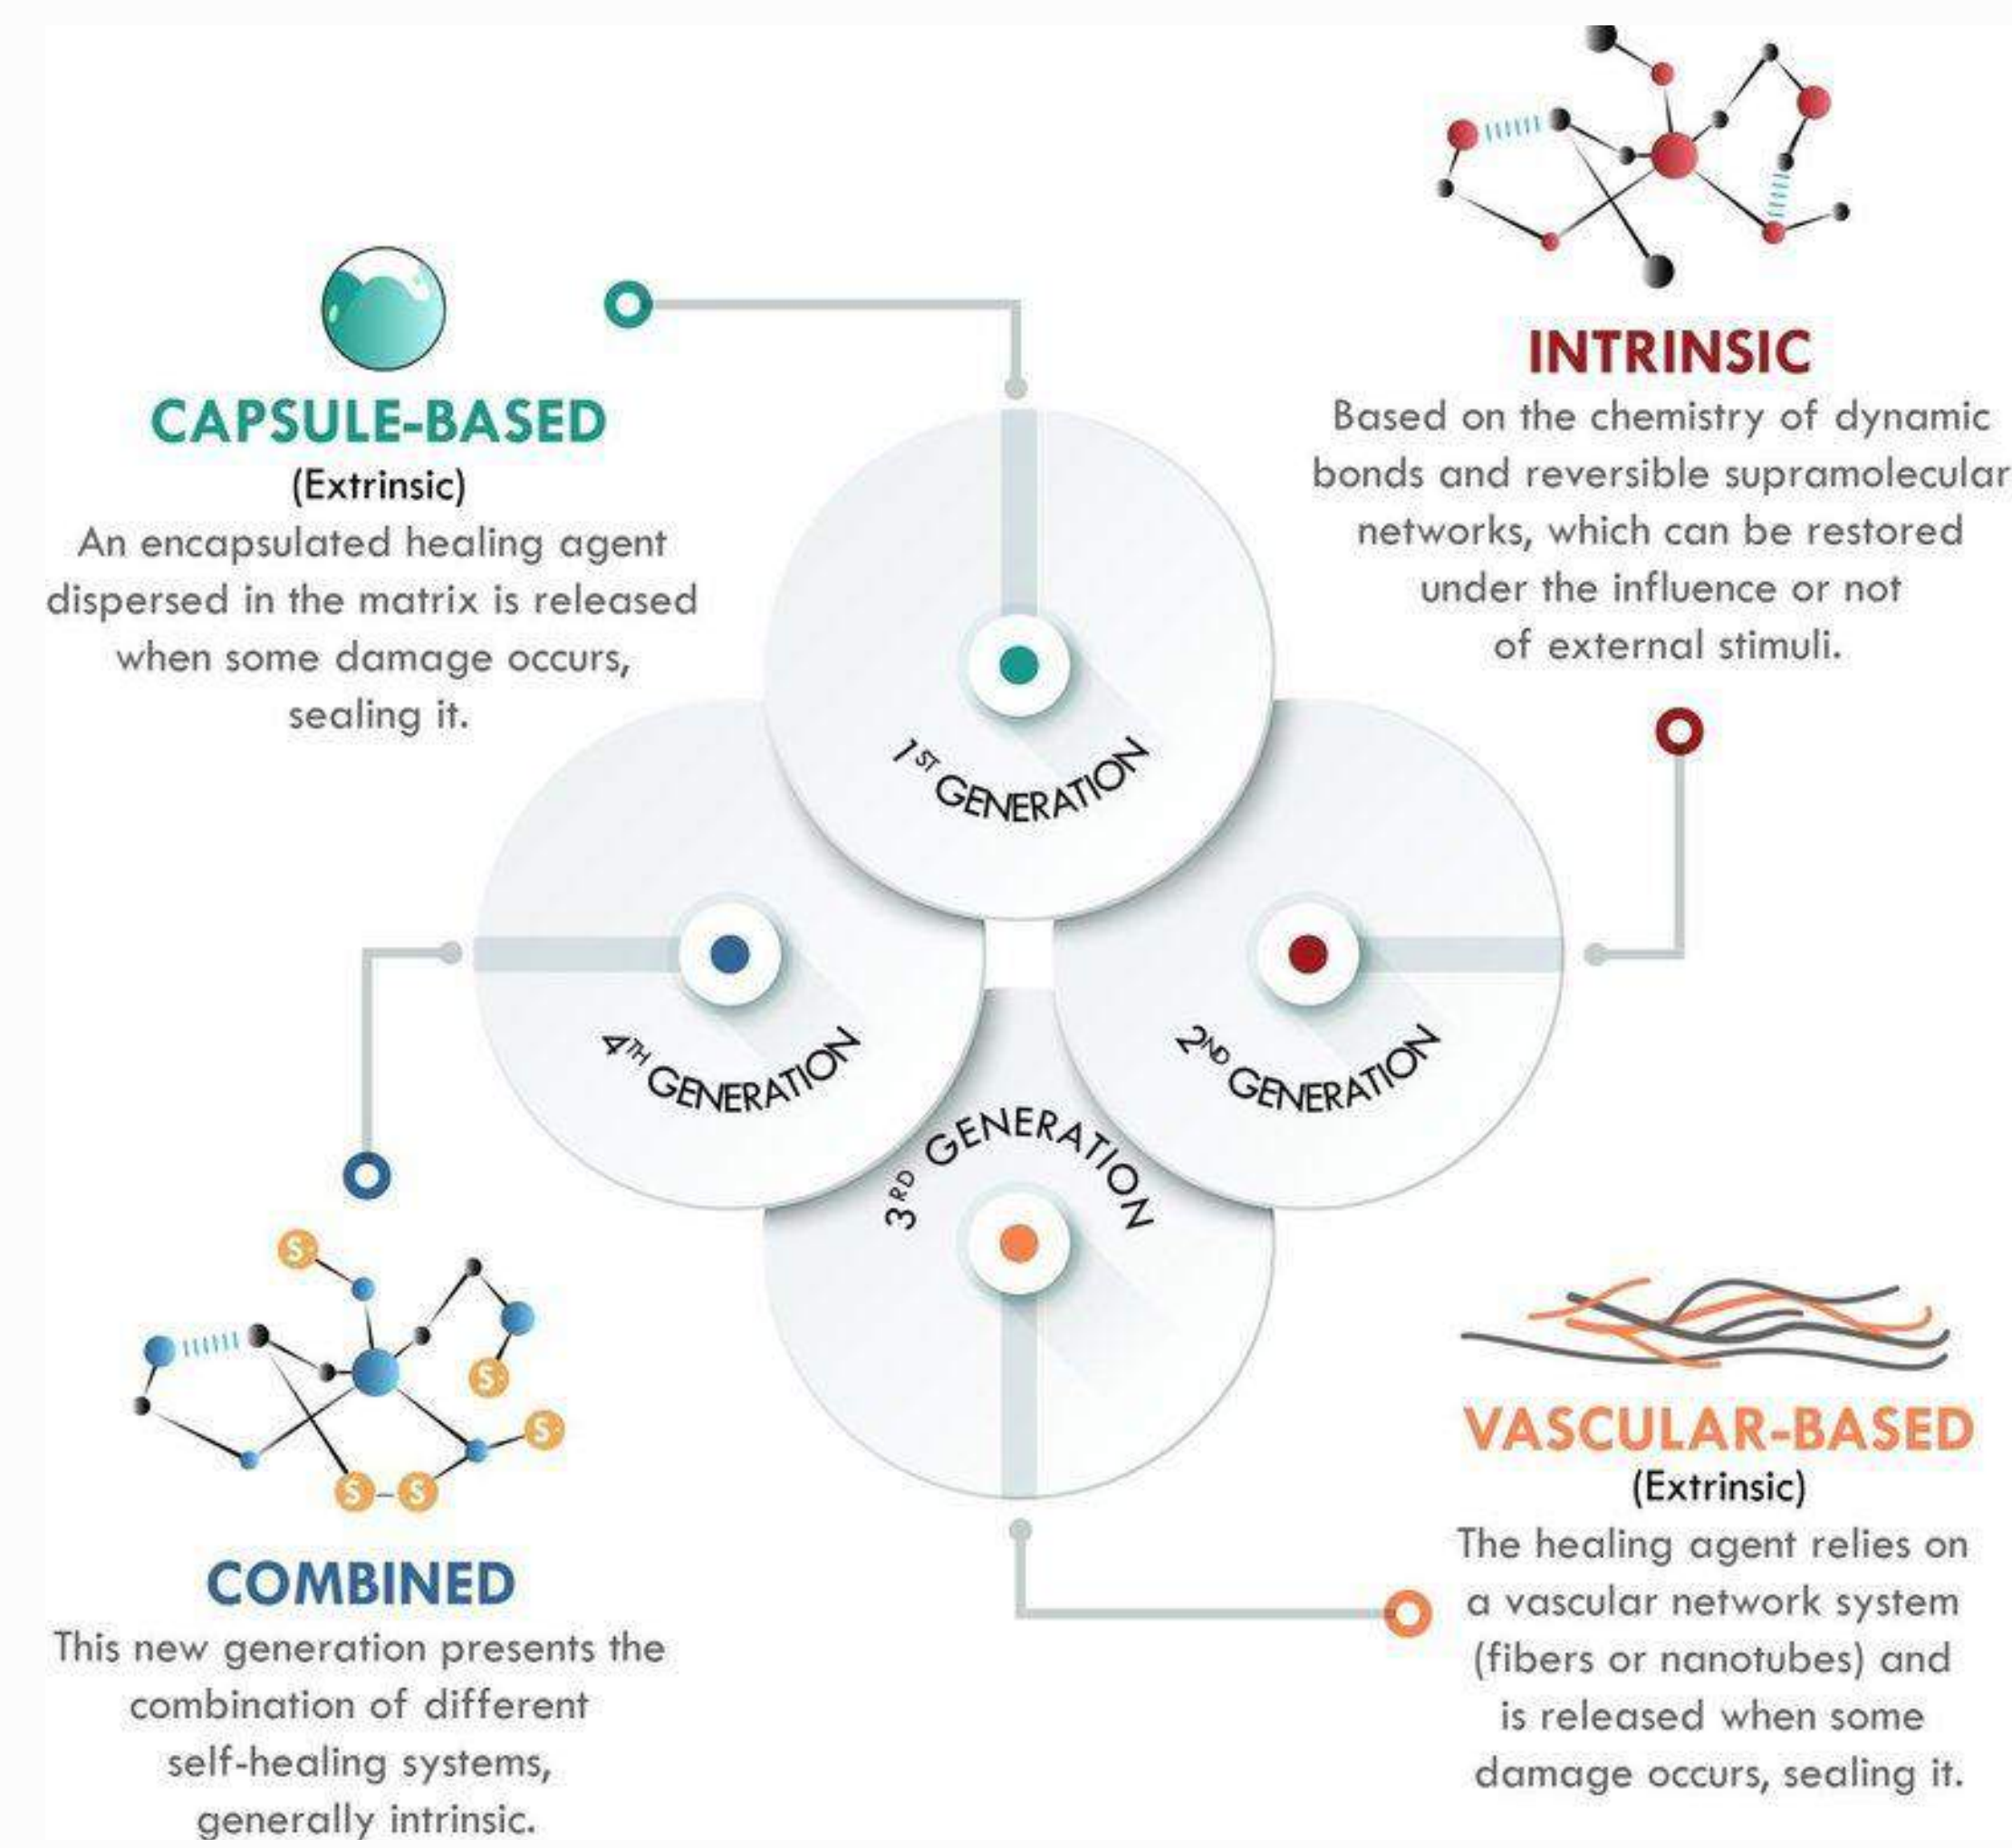 CAPSULE-BASED
(Extrinsic)
An encapsulated healing agent
dispersed in the matrix is released
when some damage occurs,
sealing it.
INTRINSIC
Based on the chemistry of dynamic
bonds and reversible supramolecular
networks, which can be restored
under the influence or not
of external stimuli.
1ST GENERATION
4TH GENERATION
2ND GENERATION
3RD GENERATION
S
S
S
S – S
COMBINED
This new generation presents the
combination of different
self-healing systems,
generally intrinsic.
VASCULAR-BASED
(Extrinsic)
The healing agent relies on
a vascular network system
(fibers or nanotubes) and
is released when some
damage occurs, sealing it.